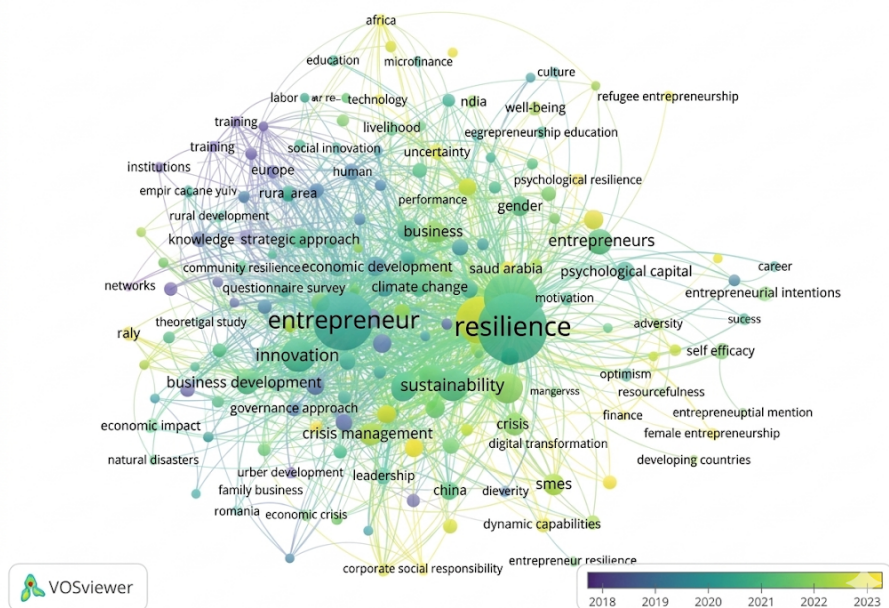 africa
education
microfinance
culture
labor
technology
ndia
well-being
refugee entrepreneurship
training
livilihood
eegrepreneurship education
training
social innovation
uncertainty
institutions
europe
human
psychological resilience
empir cacane yuiv
rura area
performance
gender
rural development
business
entrepreneurs
knowledge
strategic approach
community resilience
economic development
saudi arabia
psychological capital
career
networks
questionnaire survey
climate change
motivation
entrepreneurial intentions
theoretigal study
entrepreneur
resilience
adversity
sucess
raly
innovation
self efficacy
business development
sustainability
mangervss
optimism
resourcefulness
governance approach
finance
entrepreneuptial mention
economic impact
crisis management
crisis
female entrepreneurship
natural disasters
digital transformation
developing countries
urber development
leadership
family business
china
dieverity
smes
romania
economic crisis
dynamic capabilities
corporate social responsibility
entrepreneur resilience
VOSviewer
2018 2019 2020 2021 2022 2023